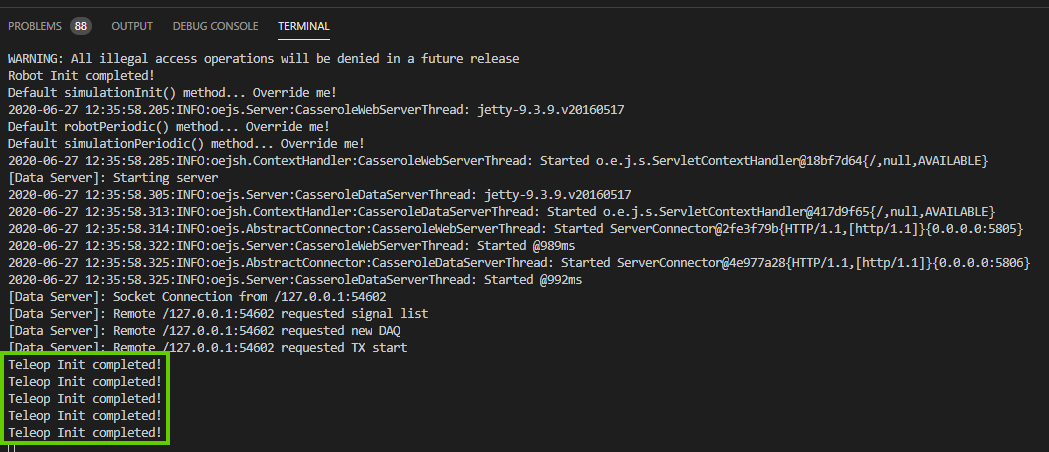 PROBLEMS 88 OUTPUT DEBUG CONSOLE TERMINAL
WARNING: All illegal access operations will be denied in a future release
Robot Init completed!
Default simulationInit() method... Override me!
2020-06-27 12:35:58.205:INFO:oejs.Server:CasseroleWebServerThread: jetty-9.3.9.v20160517
Default robotPeriodic() method... Override me!
Default simulationPeriodic() method... Override me!
2020-06-27 12:35:58.285:INFO:oejsh.ContextHandler:CasseroleWebServerThread: Started o.e.j.s.ServletContextHandler@18bf7d64{/,null,AVAILABLE}
[Data Server]: Starting server
2020-06-27 12:35:58.305:INFO:oejs.Server:CasseroleDataServerThread: jetty-9.3.9.v20160517
2020-06-27 12:35:58.313:INFO:oejsh.ContextHandler:CasseroleDataServerThread: Started o.e.j.s.ServletContextHandler@417d9f65{/,null,AVAILABLE}
2020-06-27 12:35:58.314:INFO:oejs.AbstractConnector:CasseroleWebServerThread: Started ServerConnector@2fe3f79b{HTTP/1.1,[http/1.1]}{0.0.0.0:5805}
2020-06-27 12:35:58.322:INFO:oejs.Server:CasseroleWebServerThread: Started @989ms
2020-06-27 12:35:58.325:INFO:oejs.AbstractConnector:CasseroleDataServerThread: Started ServerConnector@4e977a28{HTTP/1.1,[http/1.1]}{0.0.0.0:5806}
2020-06-27 12:35:58.325:INFO:oejs.Server:CasseroleDataServerThread: Started @992ms
[Data Server]: Socket Connection from /127.0.0.1:54602
[Data Server]: Remote /127.0.0.1:54602 requested signal list
[Data Server]: Remote /127.0.0.1:54602 requested new DAQ
[Data Server]: Remote /127.0.0.1:54602 requested TX start
Teleop Init completed!
Teleop Init completed!
Teleop Init completed!
Teleop Init completed!
Teleop Init completed!